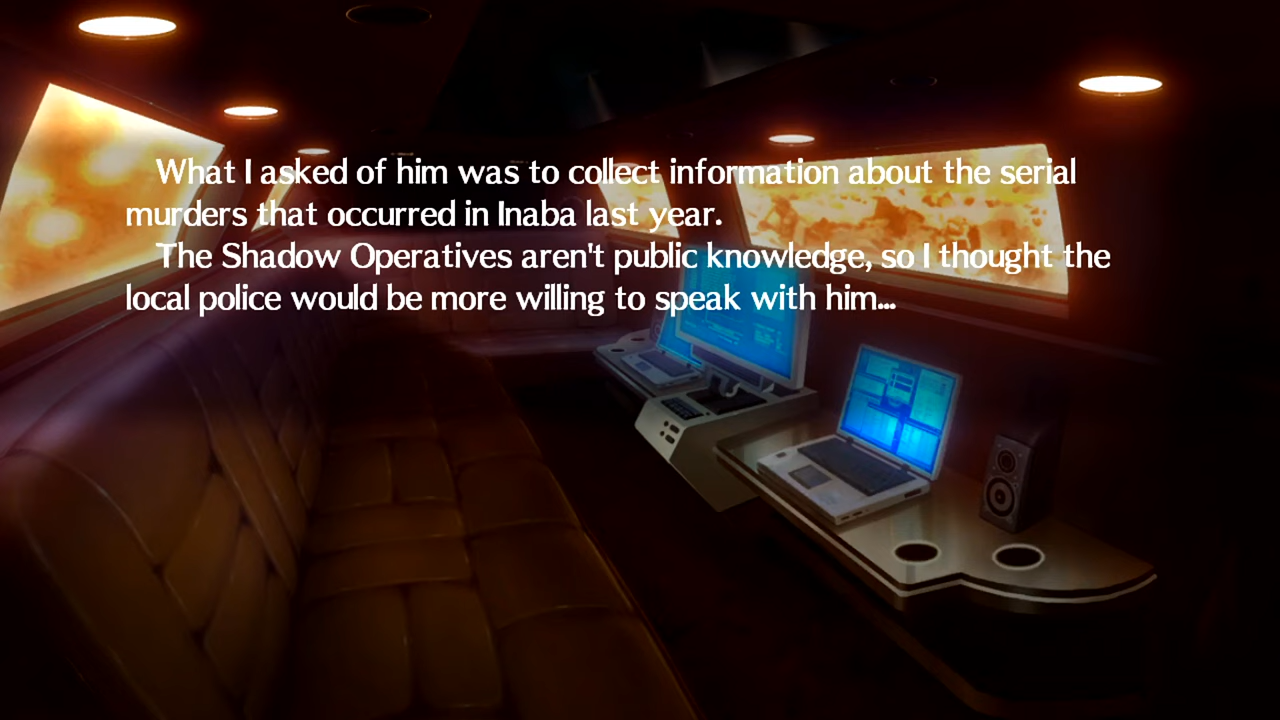 What I asked of him was to collect information about the serial
murders that occurred in Inaba last year.
The Shadow Operatives aren't public knowledge, so I thought the
local police would be more willing to speak with him...